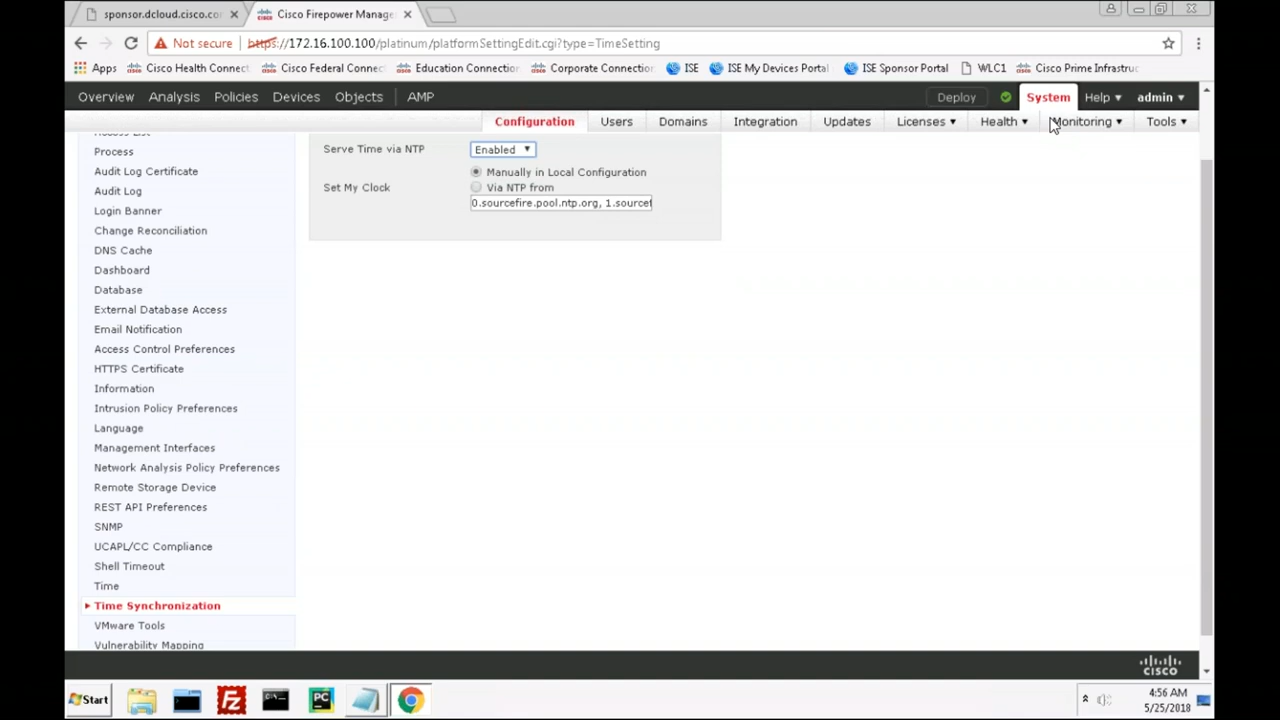 sponsor.dcloud.cisco.co
Cisco Firepower Manage
Not secure
https://172.16.100.100/platinum/platformSettingEdit.cgi?type=TimeSetting
Apps
Cisco Health Connect
Cisco Federal Connec
Education Connection
Corporate Connection
ISE
ISE My Devices Portal
ISE Sponsor Portal
WLC1
Cisco Prime Infrastruc
Overview
Analysis
Policies
Devices
Objects
AMP
Deploy
System
Help
admin
Configuration
Users
Domains
Integration
Updates
Licenses
Health
Monitoring
Tools
Access List
Process
Audit Log Certificate
Audit Log
Login Banner
Change Reconciliation
DNS Cache
Dashboard
Database
External Database Access
Email Notification
Access Control Preferences
HTTPS Certificate
Information
Intrusion Policy Preferences
Language
Management Interfaces
Network Analysis Policy Preferences
Remote Storage Device
REST API Preferences
SNMP
UCAPL/CC Compliance
Shell Timeout
Time
Time Synchronization
VMware Tools
Vulnerability Mapping
Serve Time via NTP
Enabled
Set My Clock
Manually in Local Configuration
Via NTP from
0.sourcefire.pool.ntp.org, 1.sourcef
CISCO
Start
PC
4:56 AM
5/25/2018